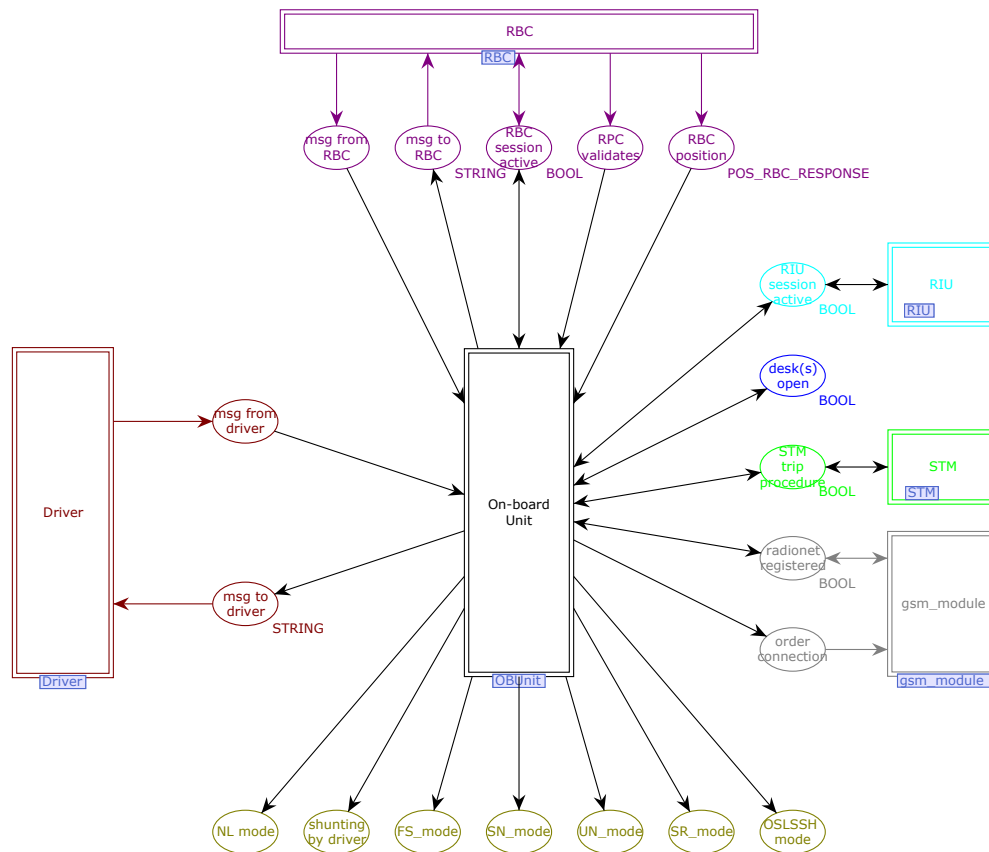 RBC
RBC
msg from
RBC
msg to
RBC
STRING
RBC
session
active
BOOL
RPC
validates
RBC
position
POS_RBC_RESPONSE
RIU
session
active
BOOL
RIU
RIU
desk(s)
open
BOOL
Driver
Driver
msg from
driver
msg to
driver
STRING
On-board
Unit
OBUnit
STM
trip
procedure
BOOL
STM
STM
radionet
registered
BOOL
order
connection
gsm_module
gsm_module
NL mode
shunting
by driver
FS_mode
SN_mode
UN_mode
SR_mode
OSLSSH
mode